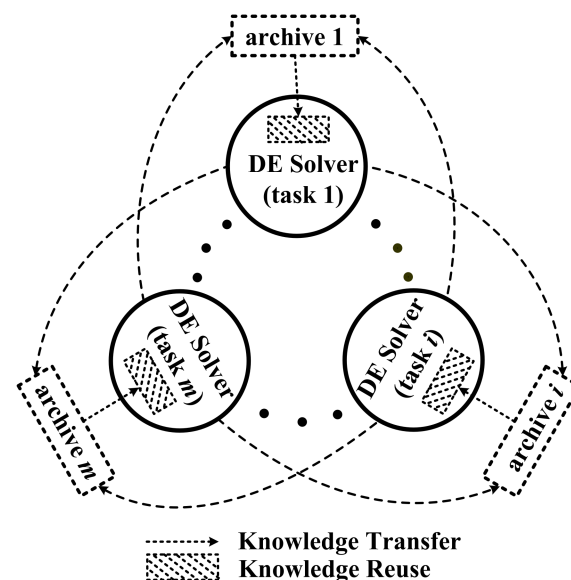 archive 1
DE Solver
(task 1)
DE Solver
(task m)
DE Solver
(task i)
archive m
archive i
Knowledge Transfer
Knowledge Reuse